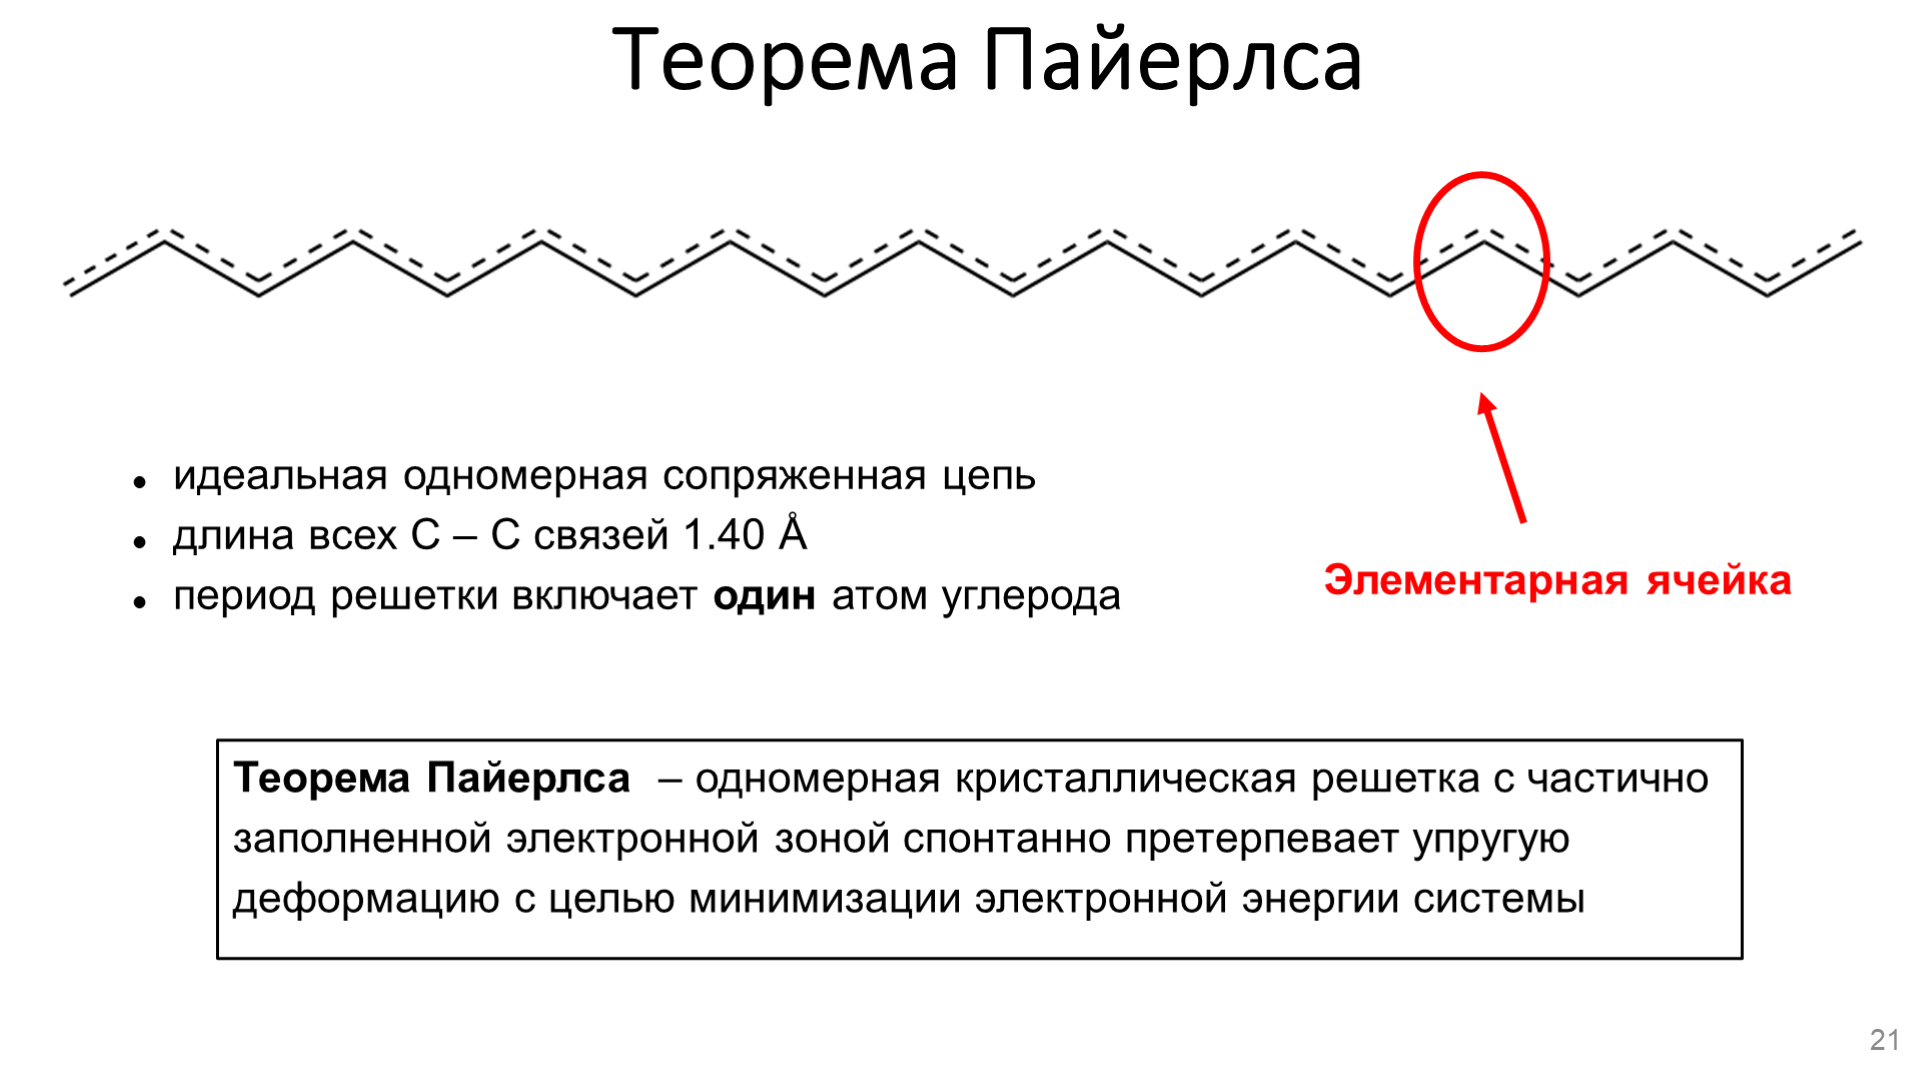 Теорема Пайерлса
• идеальная одномерная сопряженная цепь
• длина всех С – С связей 1.40 Å
• период решетки включает один атом углерода
Элементарная ячейка
Теорема Пайерлса – одномерная кристаллическая решетка с частично
заполненной электронной зоной спонтанно претерпевает упругую
деформацию с целью минимизации электронной энергии системы
21